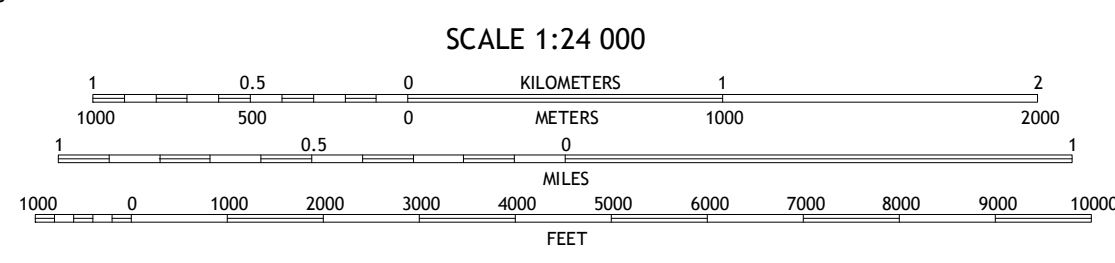 SCALE 1:24 000
1 0.5 0 KILOMETERS 1 2
1000 500 0 METERS 1000 2000
1 0.5 0 1
MILES
1000 0 1000 2000 3000 4000 5000 6000 7000 8000 9000 10000
FEET